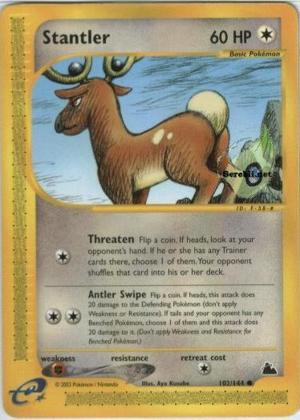 Stantler 60 HP
Basic Pokémon
Serebii.net
Threaten Flip a coin. If heads, look at your
opponent's hand. If he or she has any Trainer
cards there, choose 1 of them. Your opponent
shuffles that card into his or her deck.
Antler Swipe Flip a coin. If heads, this attack does
20 damage to the Defending Pokémon (don't apply
Weakness or Resistance). If tails and your opponent has any
Benched Pokémon, choose 1 of them and this attack does
20 damage to it. (Don't apply Weakness and Resistance for
Benched Pokémon.)
weakness resistance retreat cost
© 2003 Pokémon / Nintendo Illus. Aya Kusube 102/144